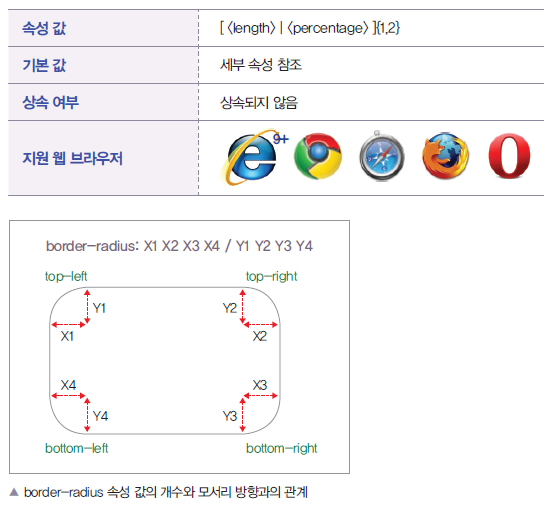 속성 값 [ 〈length〉 | 〈percentage〉 ]{1,2}
기본 값 세부 속성 참조
상속 여부 상속되지 않음
지원 웹 브라우저 9+
border-radius: X1 X2 X3 X4 / Y1 Y2 Y3 Y4
top-left top-right
Y1 Y2
X1 X2
X4 X3
Y4 Y3
bottom-left bottom-right
▲ border-radius 속성 값의 개수와 모서리 방향과의 관계